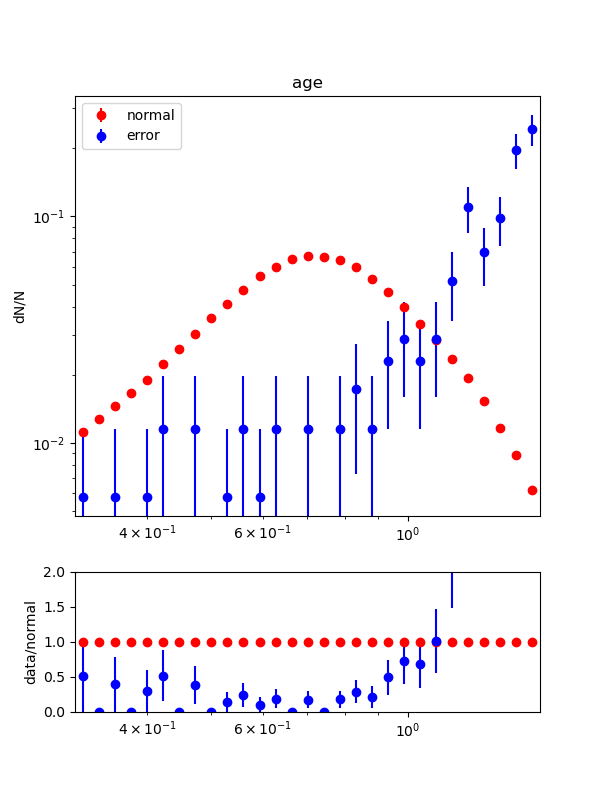 age
normal
error
dN/N
10⁻¹
10⁻²
4 × 10⁻¹
6 × 10⁻¹
10⁰
data/normal
2.0
1.5
1.0
0.5
0.0
4 × 10⁻¹
6 × 10⁻¹
10⁰